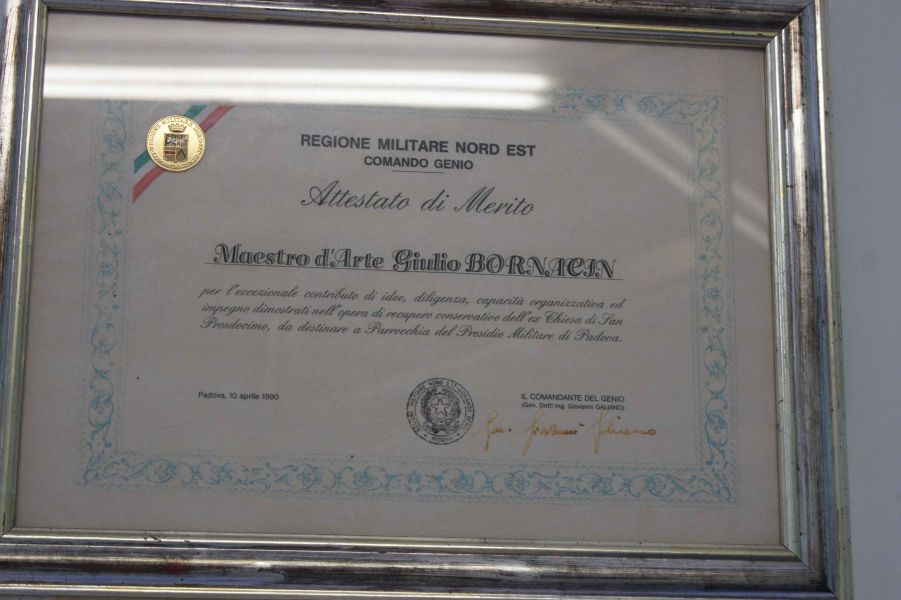 REGIONE MILITARE NORD EST
COMANDO GENIO
Attestato di Merito
Maestro d'Arte Giulio BORNACIN
per l'eccezionale contributo di idee, diligenza, capacità organizzativa ed
impegno dimostrati nell'opera di recupero conservativo dell'ex Chiesa di San
Prosdocimo, da destinare a Parrocchia del Presidio Militare di Padova.
Padova, 10 aprile 1990
IL COMANDANTE DEL GENIO
(Gen. Dott. Ing. Giovanni GALIANO)